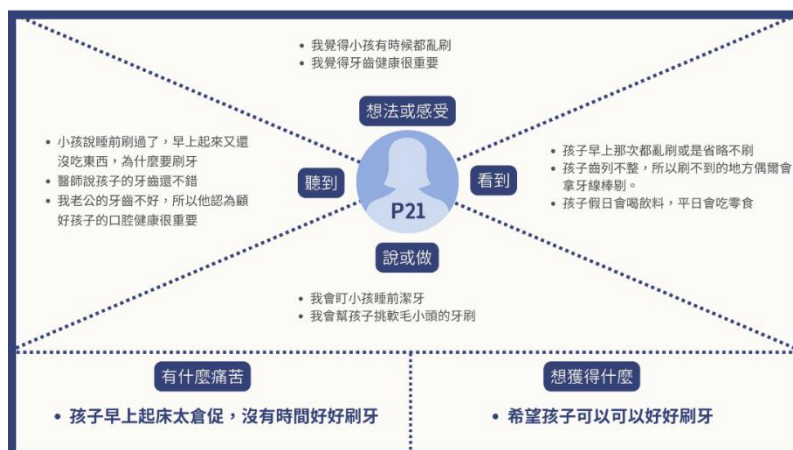 • 我覺得小孩有時候都亂刷
• 我覺得牙齒健康很重要
想法或感受
• 小孩說睡前刷過了，早上起來又還
沒吃東西，為什麼要刷牙
• 醫師說孩子的牙齒還不錯
• 我老公的牙齒不好，所以他認為顧
好孩子的口腔健康很重要
聽到
P21
看到
• 孩子早上那次都亂刷或是省略不刷
• 孩子齒列不整，所以刷不到的地方偶爾會
拿牙線棒剔。
• 孩子假日會喝飲料，平日會吃零食
說或做
• 我會盯小孩睡前潔牙
• 我會幫孩子挑軟毛小頭的牙刷
有什麼痛苦
• 孩子早上起床太倉促，沒有時間好好刷牙
想獲得什麼
• 希望孩子可以可以好好刷牙